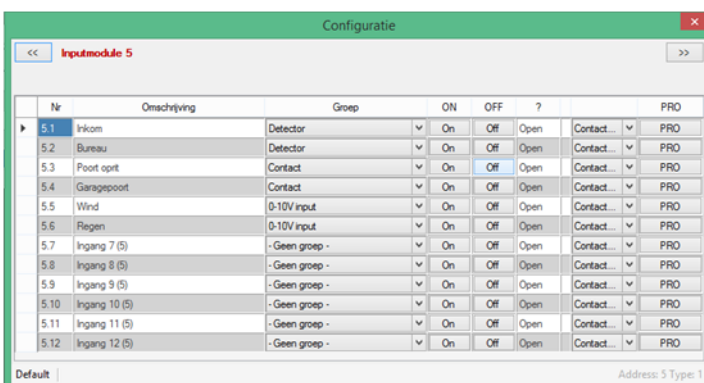 Configuratie
<< Inputmodule 5 >>
Nr Omschrijving Groep ON OFF ? PRO
5.1 Inkom Detector On Off Open Contact... PRO
5.2 Bureau Detector On Off Open Contact... PRO
5.3 Poort oprit Contact On Off Open Contact... PRO
5.4 Garagepoort Contact On Off Open Contact... PRO
5.5 Wind 0-10V input On Off Open Contact... PRO
5.6 Regen 0-10V input On Off Open Contact... PRO
5.7 Ingang 7 (5) - Geen groep - On Off Open Contact... PRO
5.8 Ingang 8 (5) - Geen groep - On Off Open Contact... PRO
5.9 Ingang 9 (5) - Geen groep - On Off Open Contact... PRO
5.10 Ingang 10 (5) - Geen groep - On Off Open Contact... PRO
5.11 Ingang 11 (5) - Geen groep - On Off Open Contact... PRO
5.12 Ingang 12 (5) - Geen groep - On Off Open Contact... PRO
Default Address: 5 Type: 1